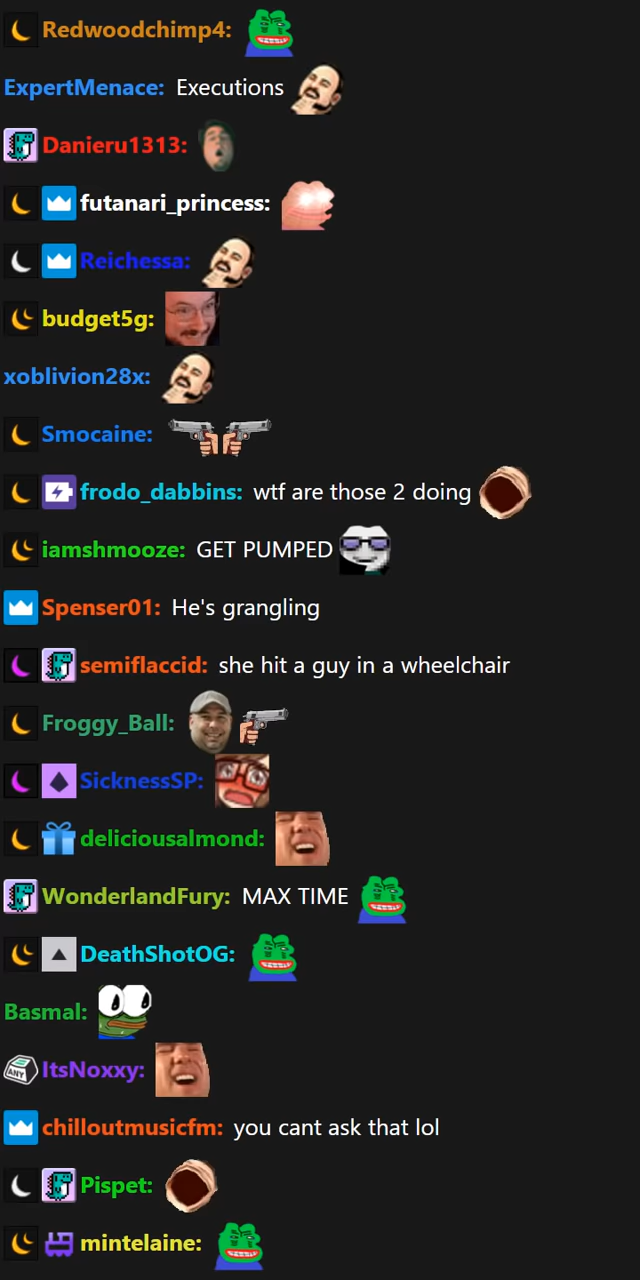 Redwoodchimp4:
ExpertMenace: Executions
Danieru1313:
futanari_princess:
Reichessa:
budget5g:
xoblivion28x:
Smocaine:
frodo_dabbins: wtf are those 2 doing
iamshmooze: GET PUMPED
Spenser01: He's grangling
semiflaccid: she hit a guy in a wheelchair
Froggy_Ball:
SicknessSP:
deliciousalmond:
WonderlandFury: MAX TIME
DeathShotOG:
Basmal:
ANY ItsNoxxy:
chilloutmusicfm: you cant ask that lol
Pispet:
mintelaine: